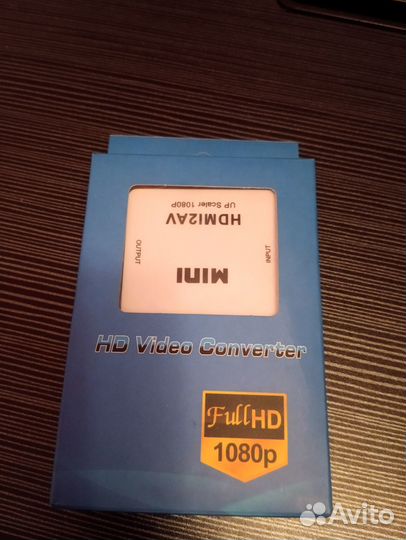 MINI
INPUT
OUTPUT
HDMI2AV
UP Scaler 1080P
HD Video Converter
Full HD
1080p
Avito